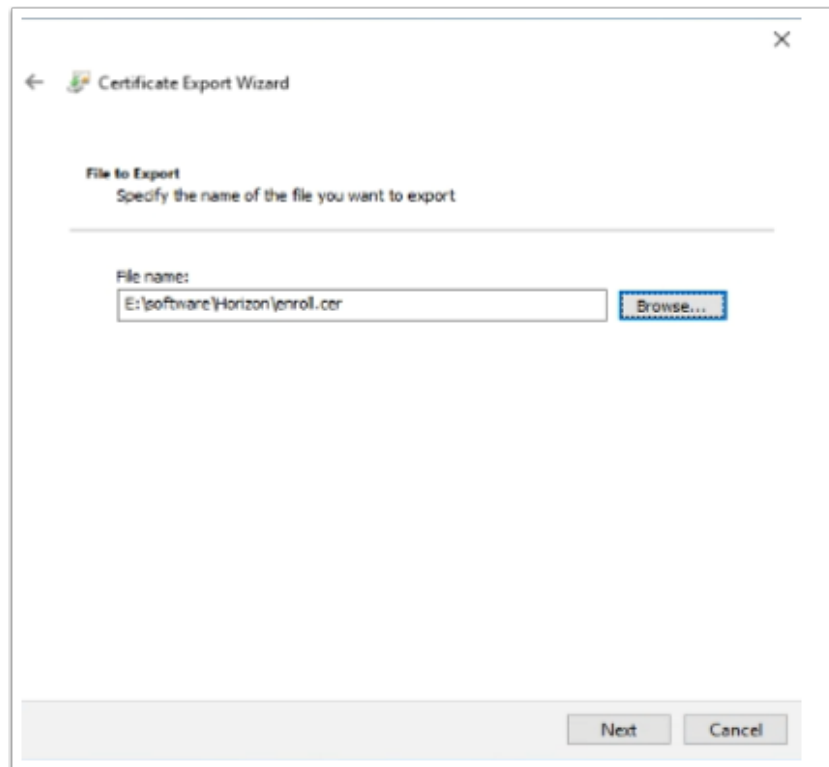 Certificate Export Wizard
File to Export
Specify the name of the file you want to export
File name:
E:\software\Horizon\enroll.cer
Browse...
Next
Cancel